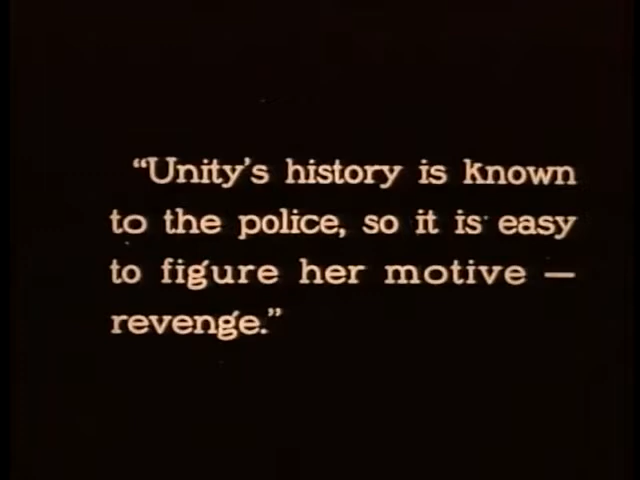 “Unity’s history is known
to the police, so it is easy
to figure her motive —
revenge.”